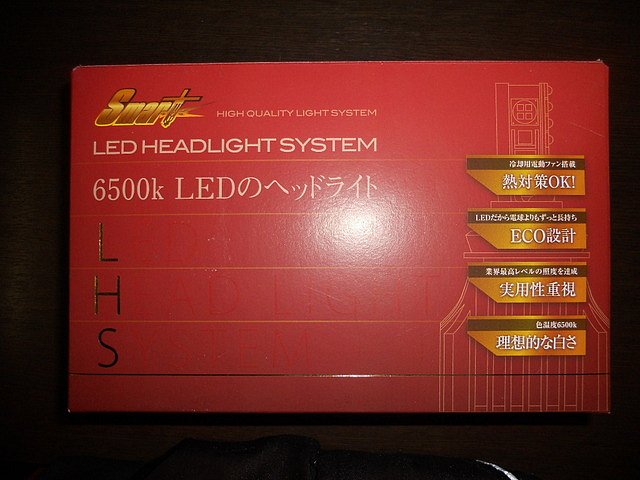 Smart
HIGH QUALITY LIGHT SYSTEM
LED HEADLIGHT SYSTEM
6500k LEDのヘッドライト
L
H
S
冷却用電動ファン搭載
熱対策OK!
LEDだから電球よりもずっと長持ち
ECO設計
業界最高レベルの照度を達成
実用性重視
色温度6500k
理想的な白さ